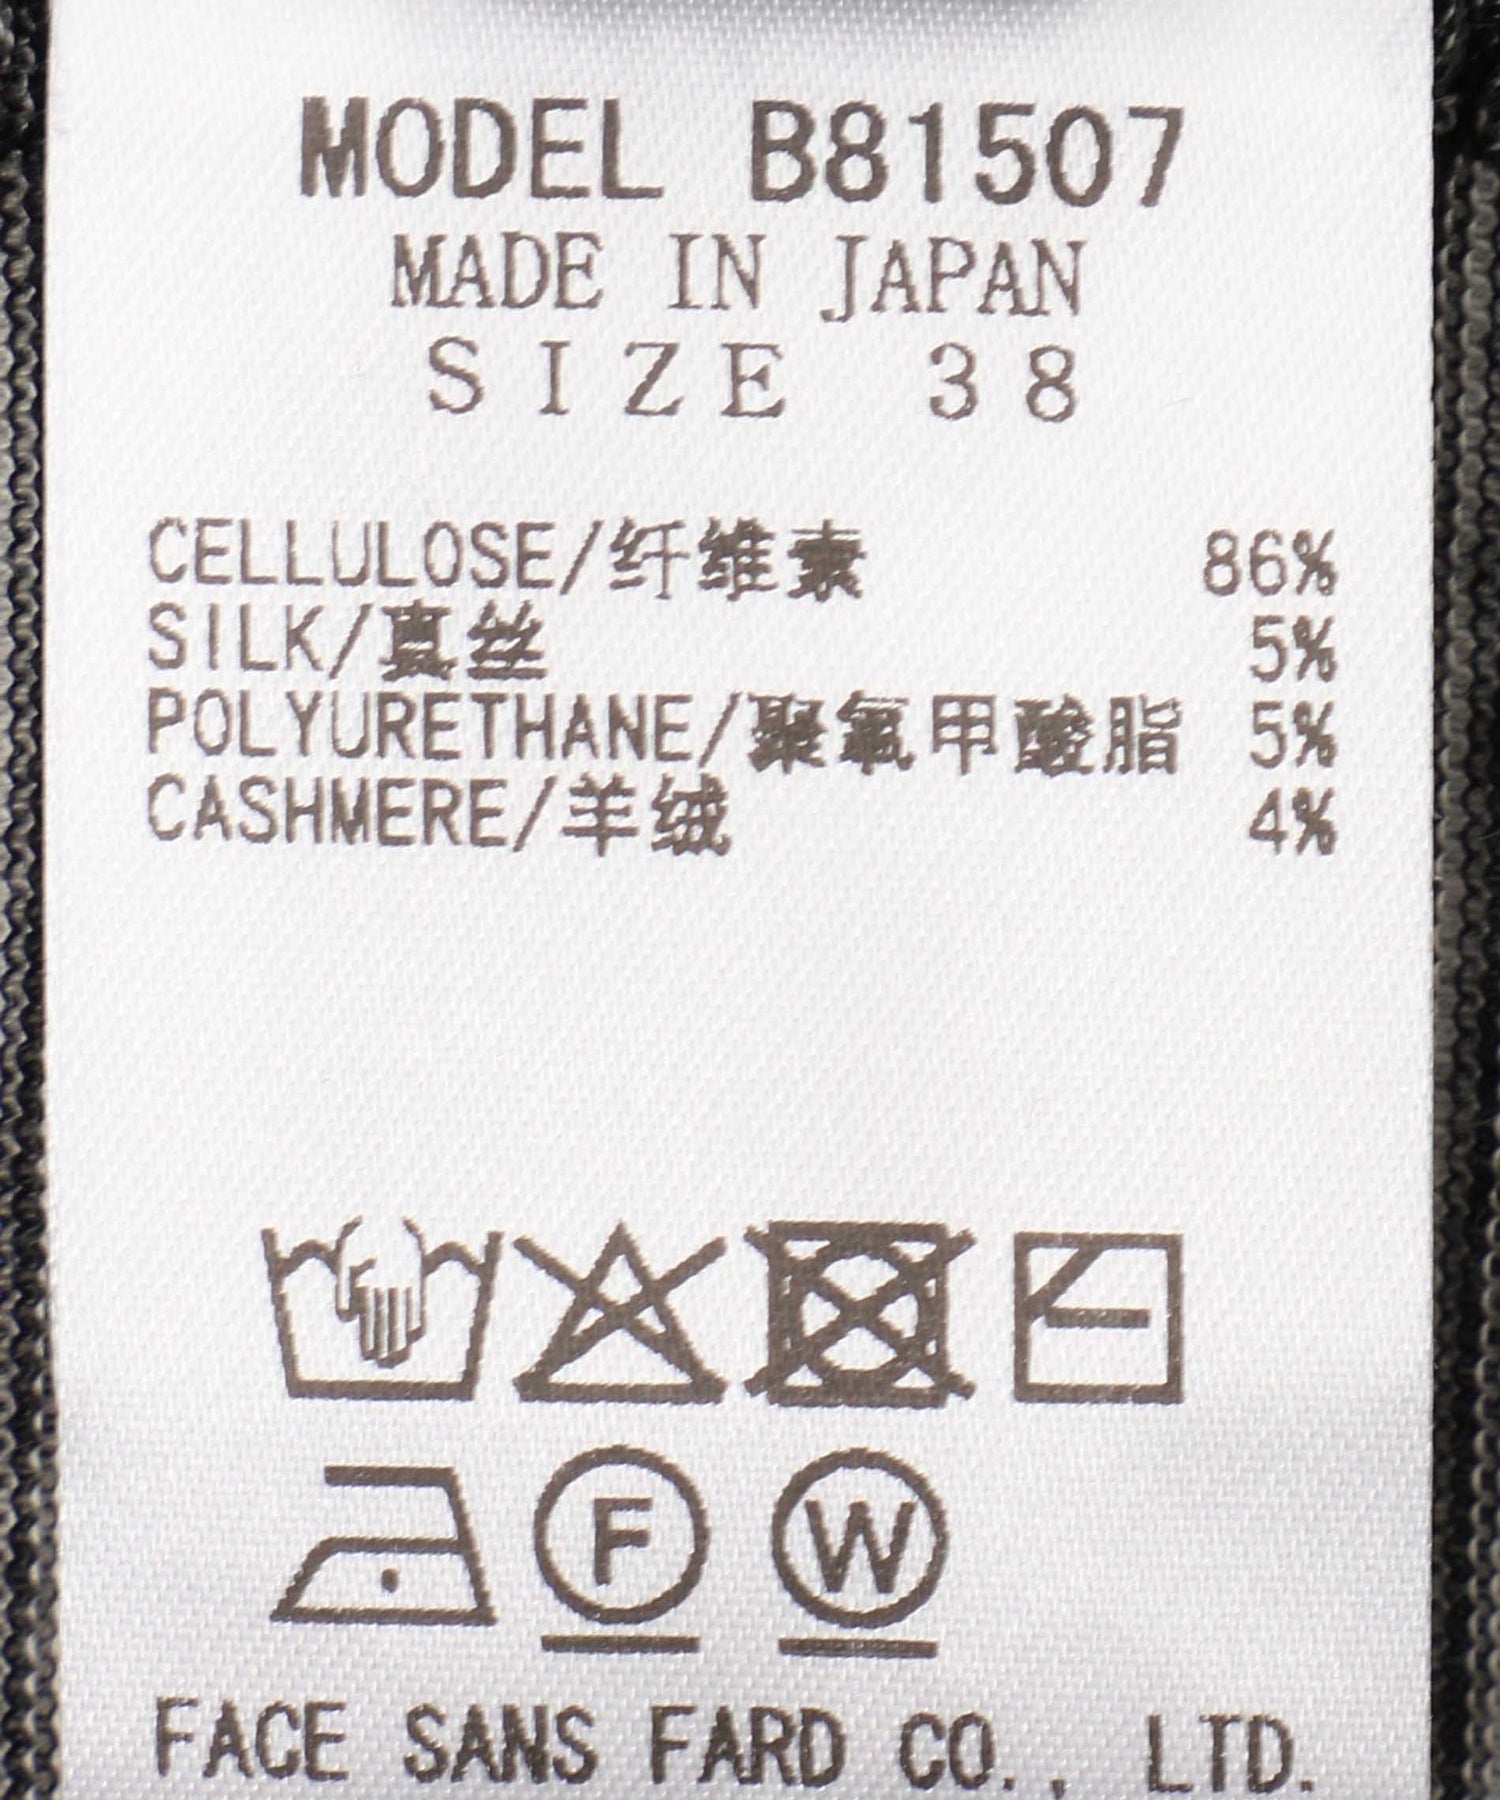 MODEL B81507
MADE IN JAPAN
SIZE 38
CELLULOSE/纤维素 86%
SILK/真丝 5%
POLYURETHANE/聚氨甲酸脂 5%
CASHMERE/羊绒 4%
F W
FACE SANS FARD CO., LTD.